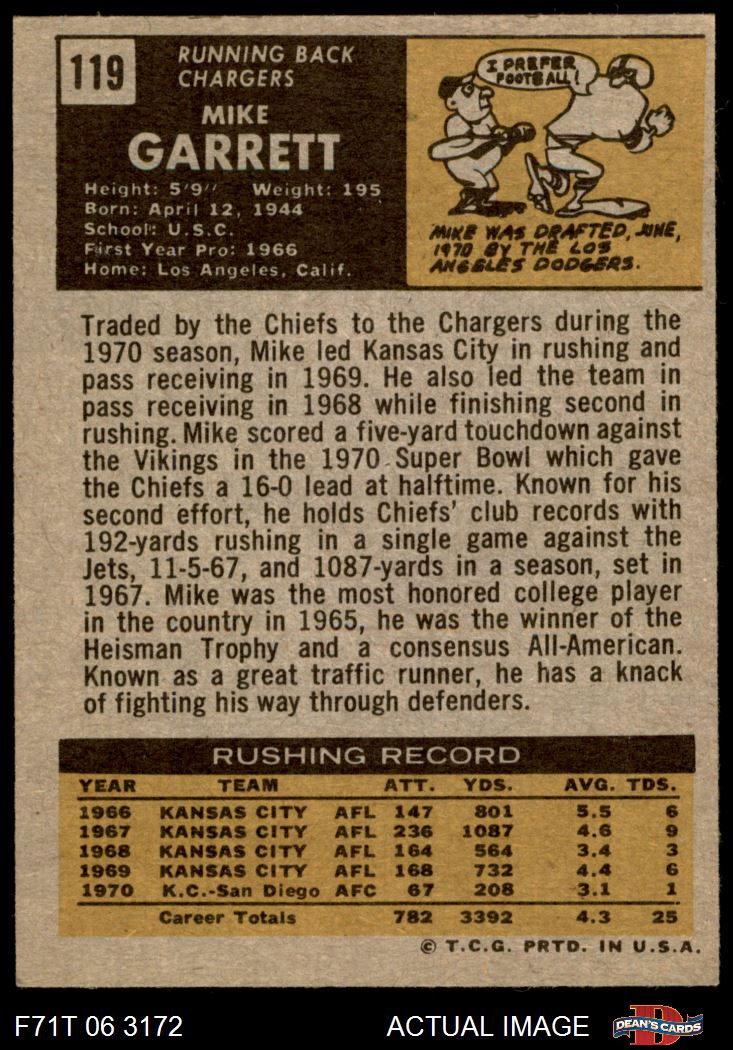 119
RUNNING BACK
CHARGERS
MIKE
GARRETT
Height: 5'9" Weight: 195
Born: April 12, 1944
School: U.S.C.
First Year Pro: 1966
Home: Los Angeles, Calif.
I PREFER
FOOTBALL!
MIKE WAS DRAFTED, JUNE,
1970 BY THE LOS
ANGELES DODGERS.
Traded by the Chiefs to the Chargers during the
1970 season, Mike led Kansas City in rushing and
pass receiving in 1969. He also led the team in
pass receiving in 1968 while finishing second in
rushing. Mike scored a five-yard touchdown against
the Vikings in the 1970 Super Bowl which gave
the Chiefs a 16-0 lead at halftime. Known for his
second effort, he holds Chiefs' club records with
192-yards rushing in a single game against the
Jets, 11-5-67, and 1087-yards in a season, set in
1967. Mike was the most honored college player
in the country in 1965, he was the winner of the
Heisman Trophy and a consensus All-American.
Known as a great traffic runner, he has a knack
of fighting his way through defenders.
RUSHING RECORD
YEAR TEAM ATT. YDS. AVG. TDS.
1966 KANSAS CITY AFL 147 801 5.5 6
1967 KANSAS CITY AFL 236 1087 4.6 9
1968 KANSAS CITY AFL 164 564 3.4 3
1969 KANSAS CITY AFL 168 732 4.4 6
1970 K.C.-San Diego AFC 67 208 3.1 1
Career Totals 782 3392 4.3 25
© T.C.G. PRTD. IN U.S.A.
F71T 06 3172 ACTUAL IMAGE D DEAN'S CARDS